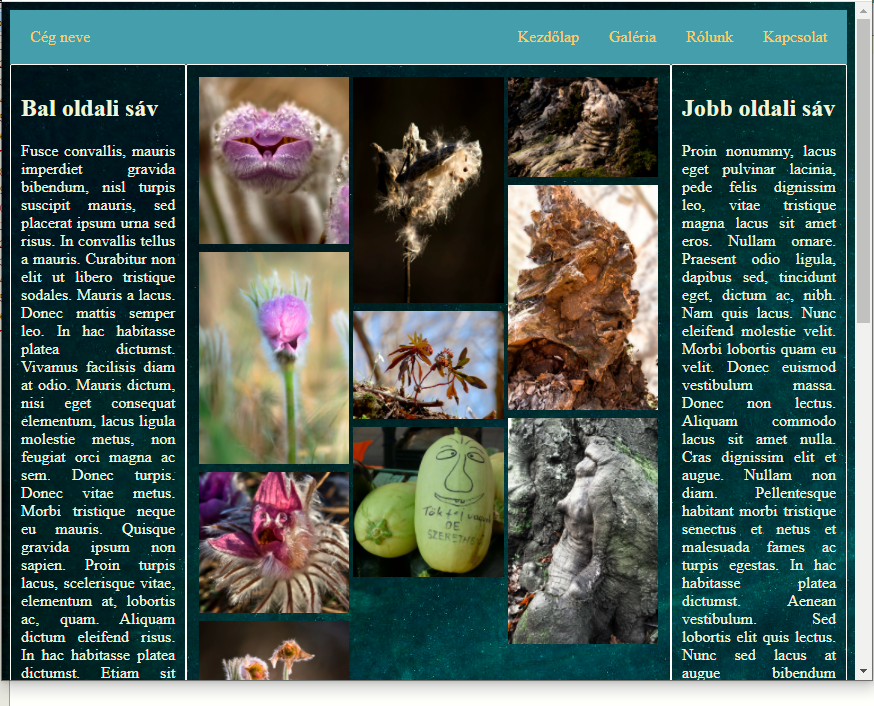 Cég neve
Kezdőlap
Galéria
Rólunk
Kapcsolat
Bal oldali sáv
Fusce convallis, mauris
imperdiet gravida
bibendum, nisl turpis
suscipit mauris, sed
placerat ipsum urna sed
risus. In convallis tellus
a mauris. Curabitur non
elit ut libero tristique
sodales. Mauris a lacus.
Donec mattis semper
leo. In hac habitasse
platea dictumst.
Vivamus facilisis diam
at odio. Mauris dictum,
nisi eget consequat
elementum, lacus ligula
molestie metus, non
feugiat orci magna ac
sem. Donec turpis.
Donec vitae metus.
Morbi tristique neque
eu mauris. Quisque
gravida ipsum non
sapien. Proin turpis
lacus, scelerisque vitae,
elementum at, lobortis
ac, quam. Aliquam
dictum eleifend risus.
In hac habitasse platea
dictumst. Etiam sit
DE
Jobb oldali sáv
Proin nonummy, lacus
eget pulvinar lacinia,
pede felis dignissim
leo, vitae tristique
magna lacus sit amet
eros. Nullam ornare.
Praesent odio ligula,
dapibus sed, tincidunt
eget, dictum ac, nibh.
Nam quis lacus. Nunc
eleifend molestie velit.
Morbi lobortis quam eu
velit. Donec euismod
vestibulum massa.
Donec non lectus.
Aliquam commodo
lacus sit amet nulla.
Cras dignissim elit et
augue. Nullam non
diam. Pellentesque
habitant morbi tristique
senectus et netus et
malesuada fames ac
turpis egestas. In hac
habitasse platea
dictumst. Aenean
vestibulum. Sed
lobortis elit quis lectus.
Nunc sed lacus at
augue bibendum